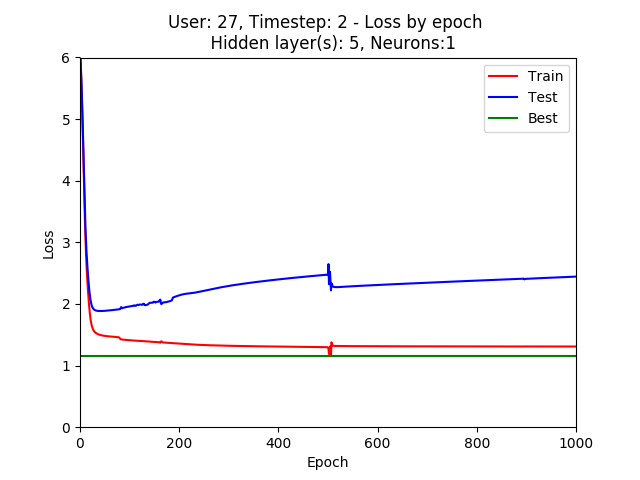 User: 27, Timestep: 2 - Loss by epoch
Hidden layer(s): 5, Neurons:1
Train
Test
Best
6
5
4
3
2
1
0
Loss
0
200
400
600
800
1000
Epoch